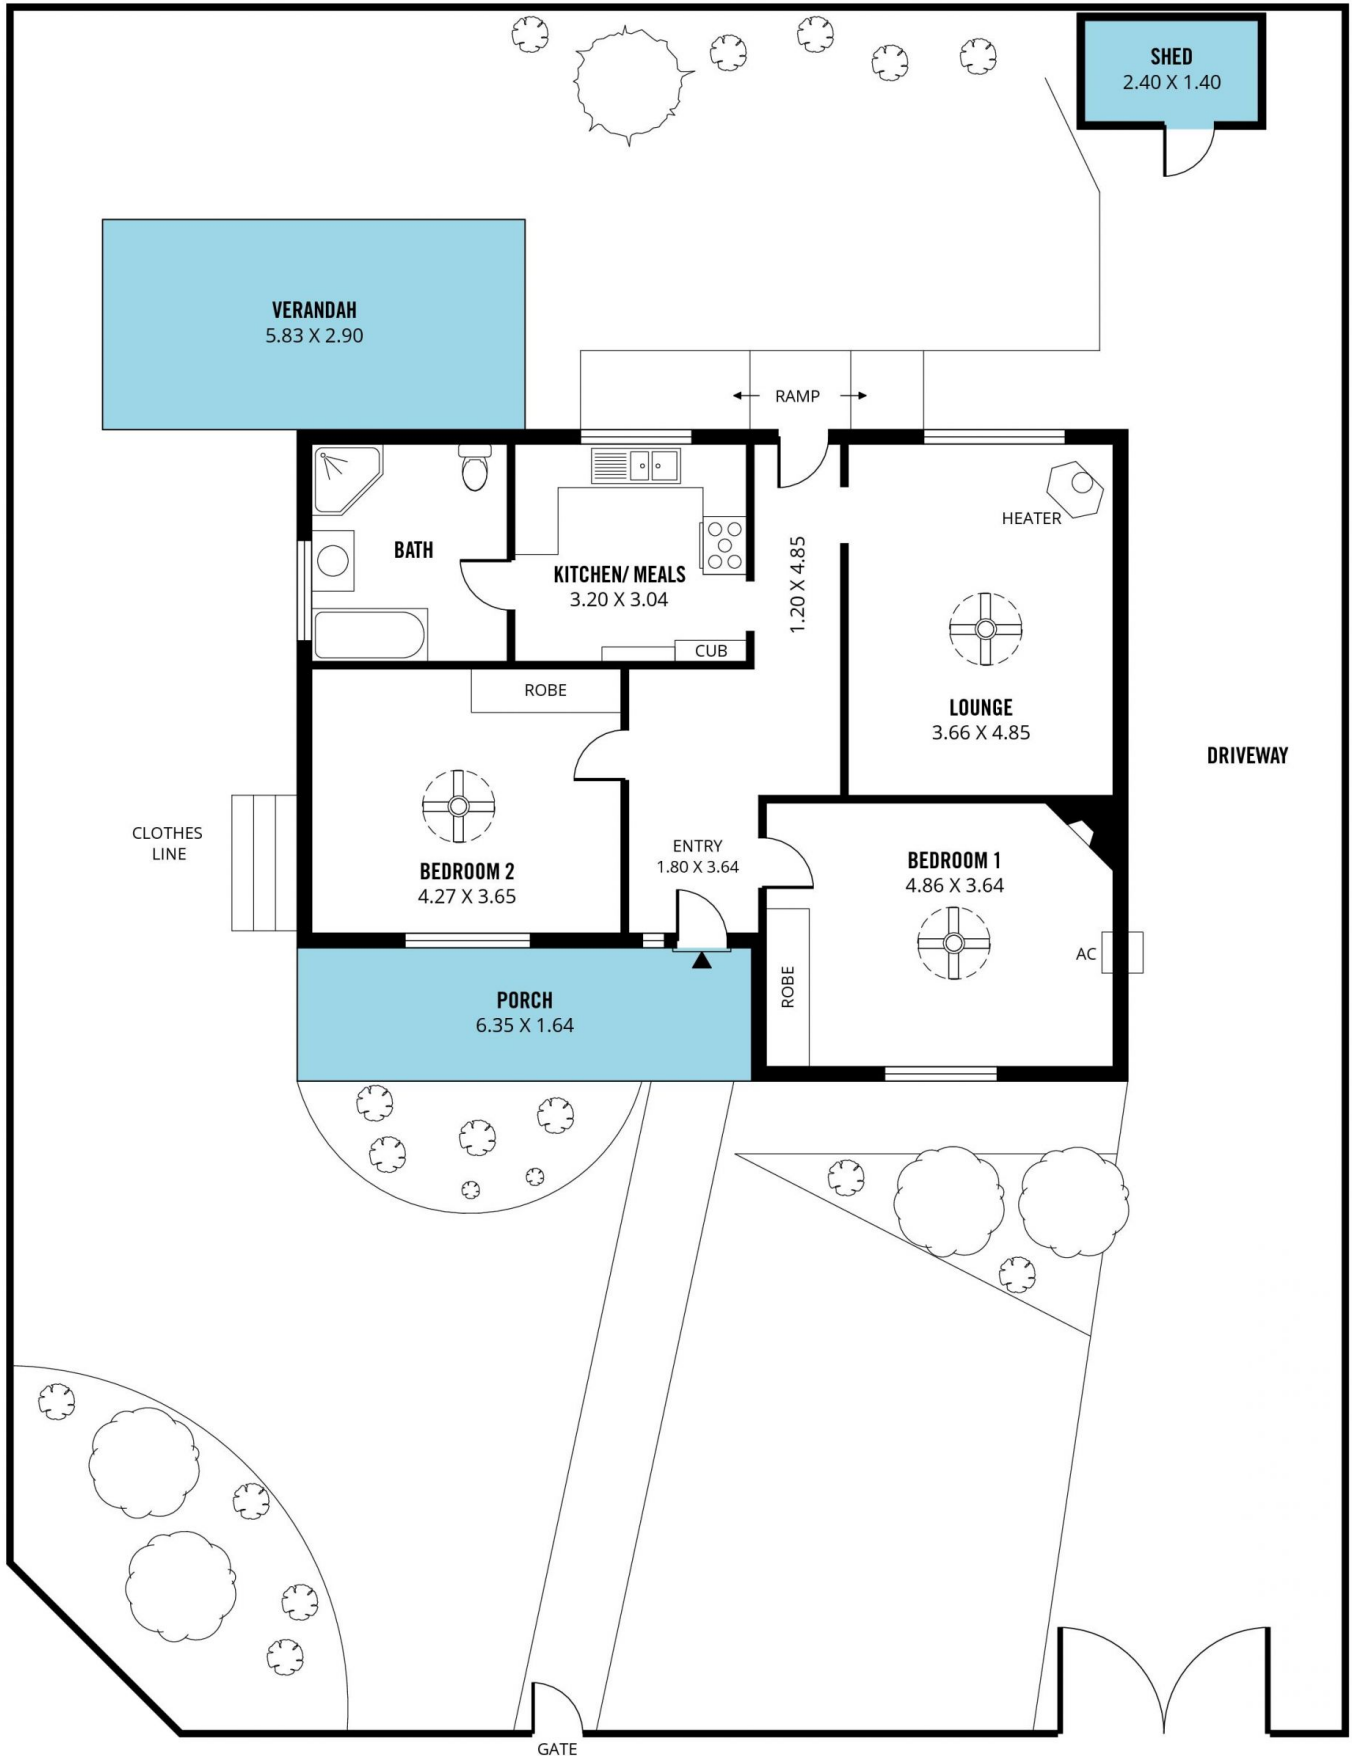 SHED
2.40 X 1.40
VERANDAH
5.83 X 2.90
RAMP
BATH
KITCHEN/ MEALS
3.20 X 3.04
CUB
1.20 X 4.85
HEATER
LOUNGE
3.66 X 4.85
ROBE
DRIVEWAY
CLOTHES
LINE
BEDROOM 2
4.27 X 3.65
ENTRY
1.80 X 3.64
BEDROOM 1
4.86 X 3.64
AC
ROBE
PORCH
6.35 X 1.64
GATE